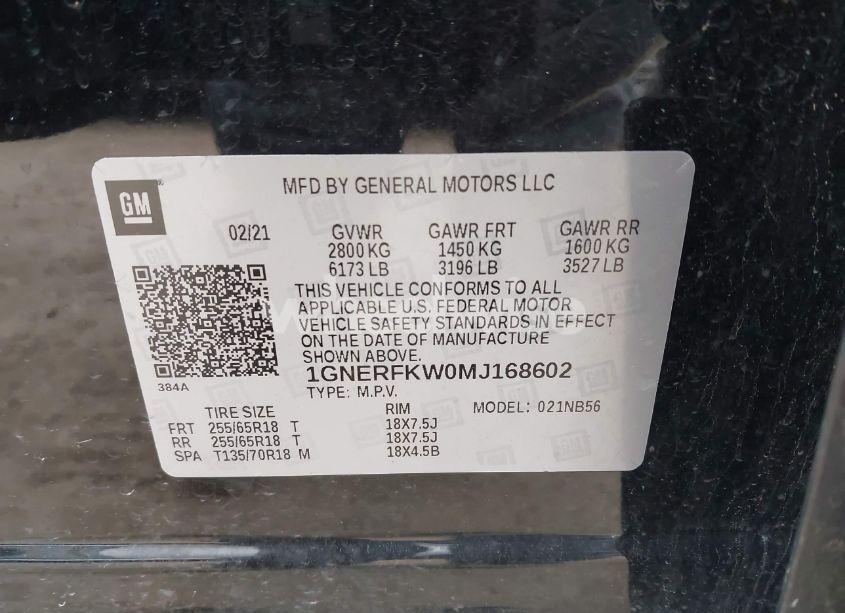 GM
MFD BY GENERAL MOTORS LLC
02/21
GVWR GAWR FRT GAWR RR
2800 KG 1450 KG 1600 KG
6173 LB 3196 LB 3527 LB
THIS VEHICLE CONFORMS TO ALL
APPLICABLE U.S. FEDERAL MOTOR
VEHICLE SAFETY STANDARDS IN EFFECT
ON THE DATE OF MANUFACTURE
SHOWN ABOVE.
1GNERFKW0MJ168602
384A
TYPE: M.P.V. MODEL: 021NB56
TIRE SIZE RIM
FRT 255/65R18 T 18X7.5J
RR 255/65R18 T 18X7.5J
SPA T135/70R18 M 18X4.5B